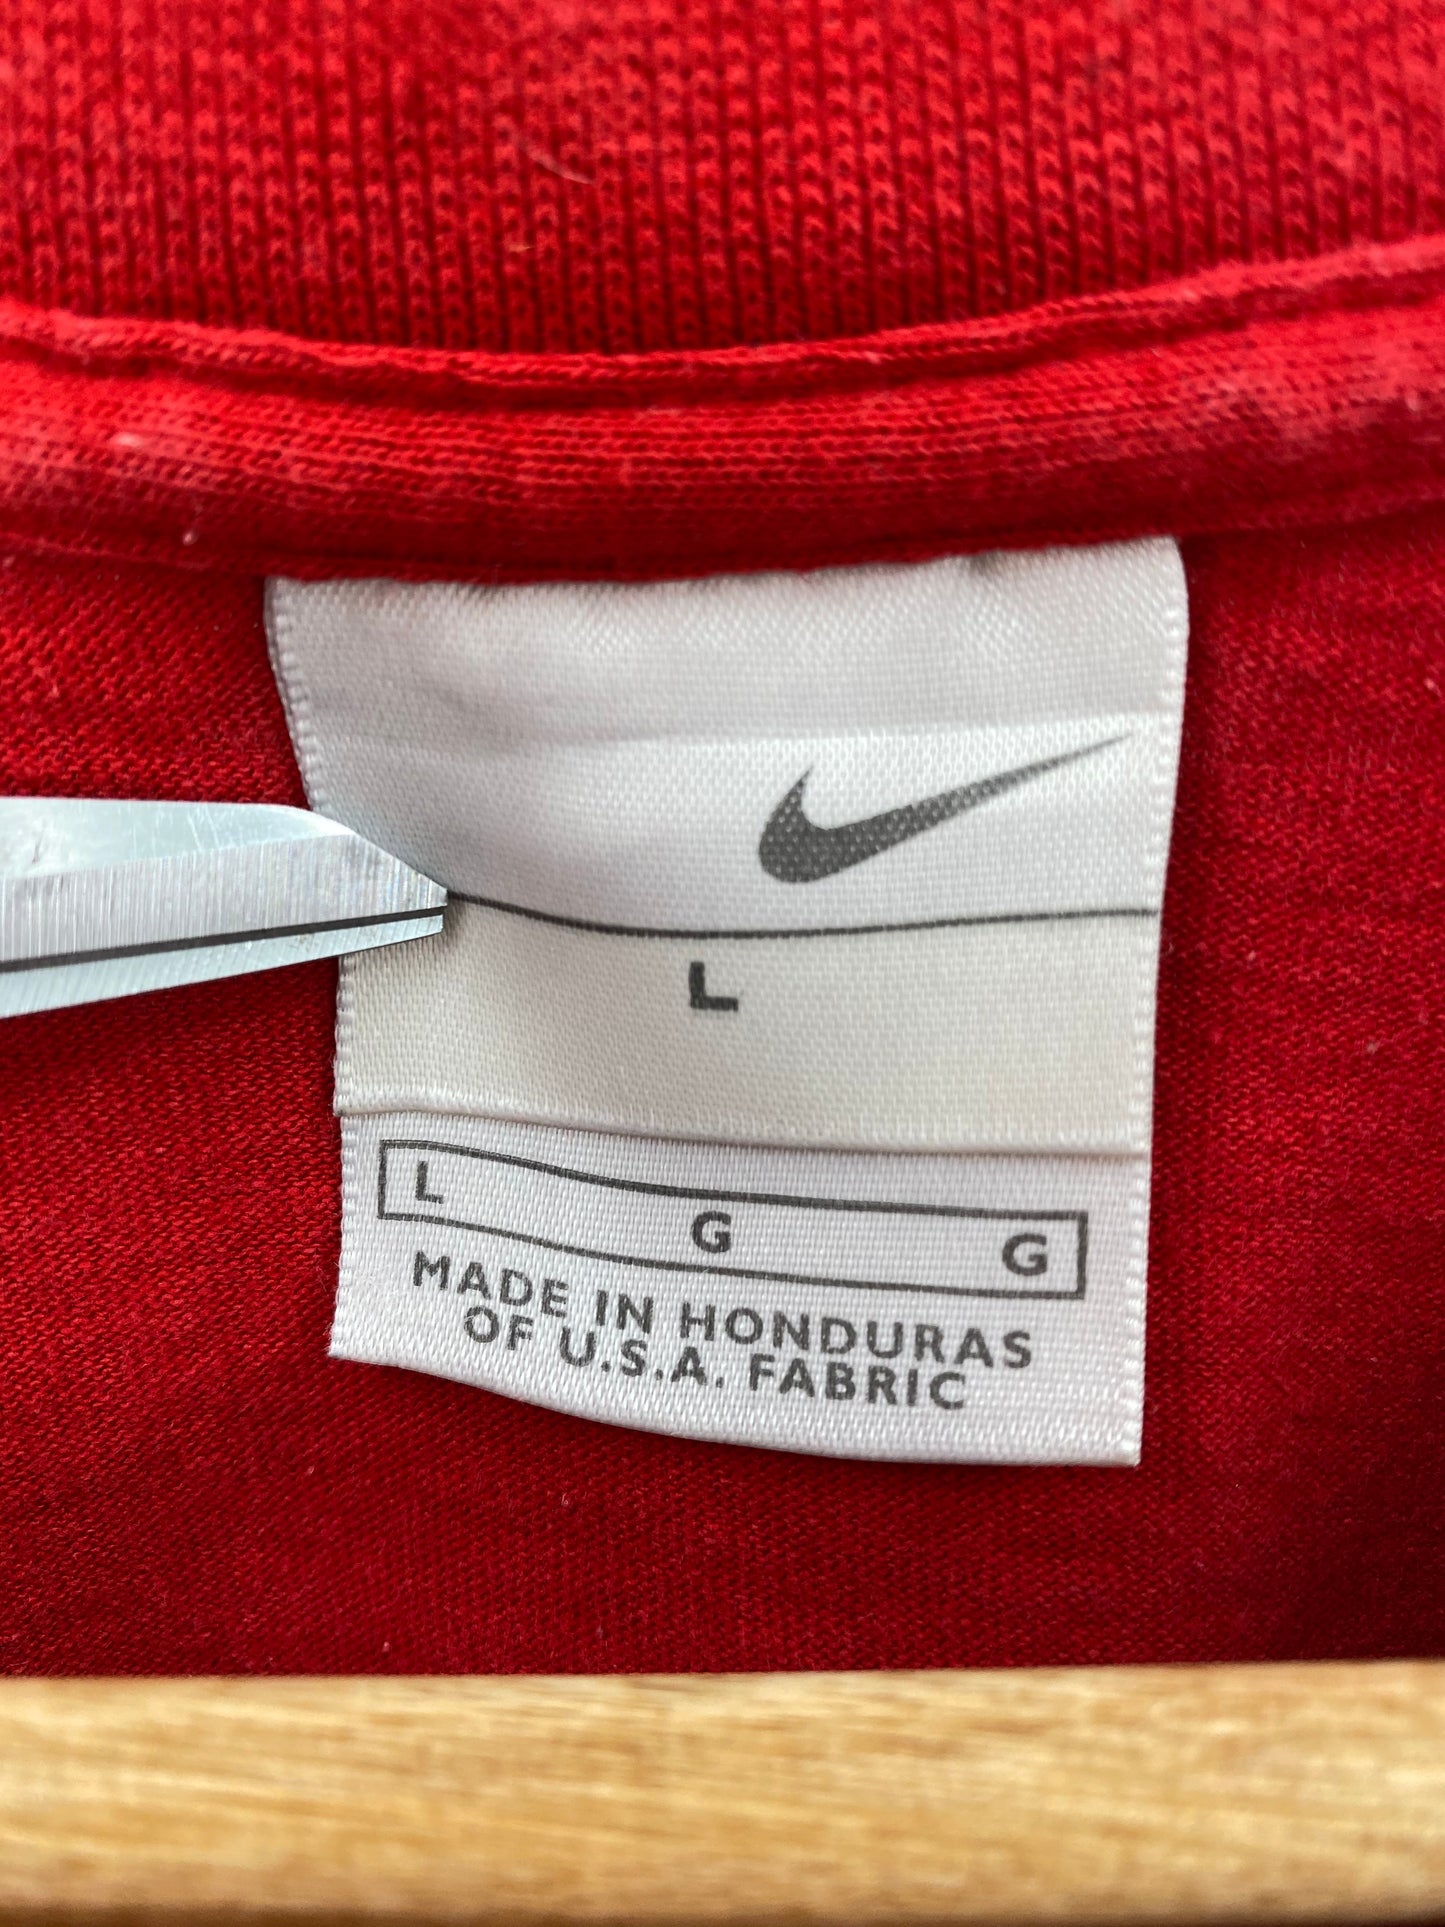 L
L G G
MADE IN HONDURAS
OF U.S.A. FABRIC